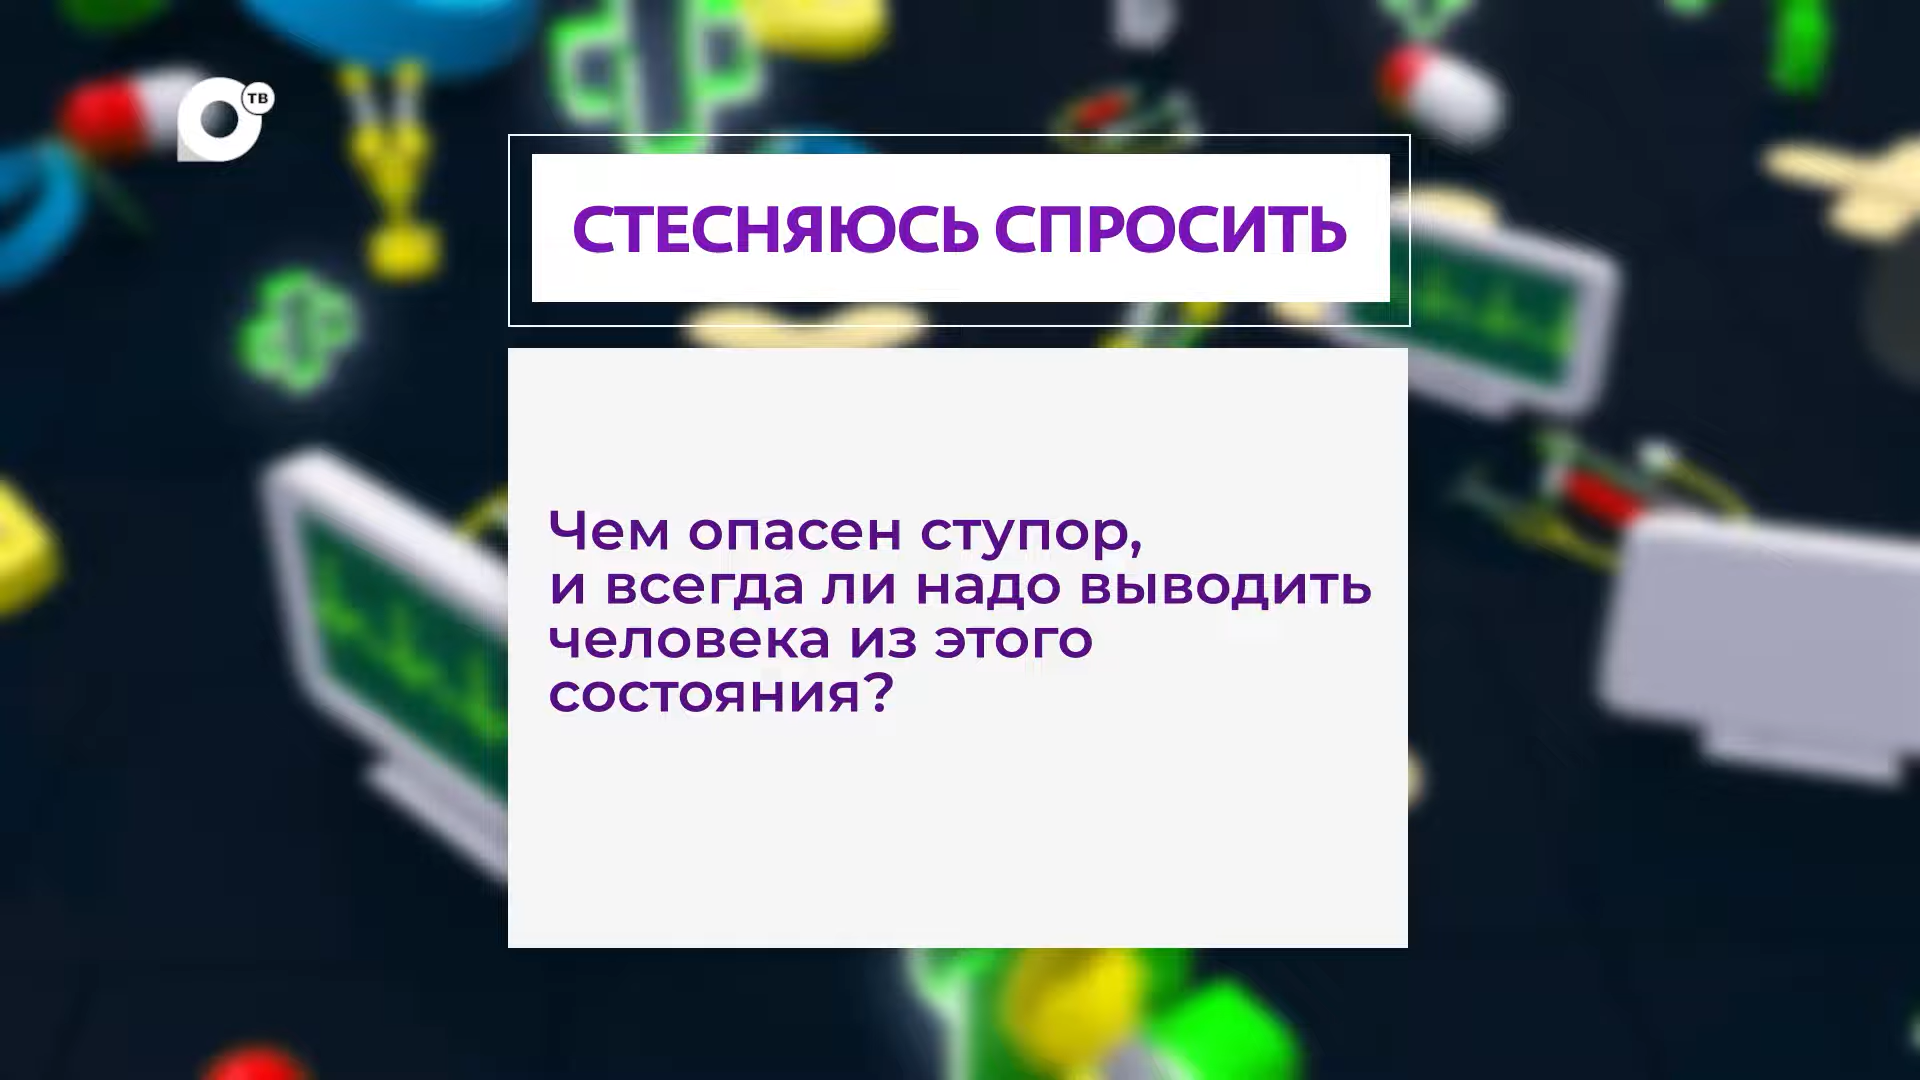 ТВ
СТЕСНЯЮСЬ СПРОСИТЬ
Чем опасен ступор,
и всегда ли надо выводить
человека из этого
состояния?